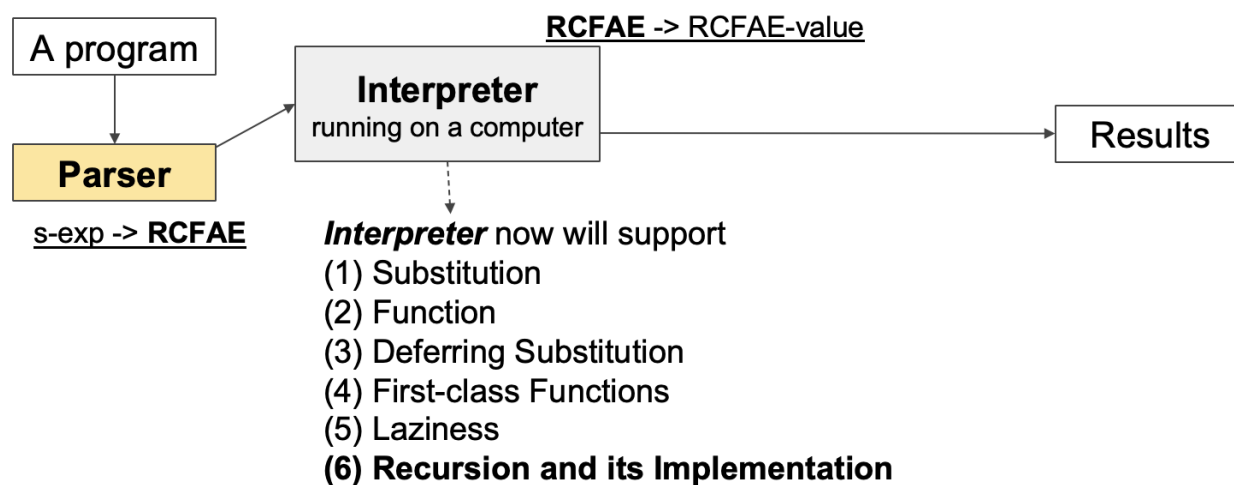 RCFAE -> RCFAE-value
A program
Interpreter
running on a computer
Results
Parser
s-exp -> RCFAE
Interpreter now will support
(1) Substitution
(2) Function
(3) Deferring Substitution
(4) First-class Functions
(5) Laziness
(6) Recursion and its Implementation